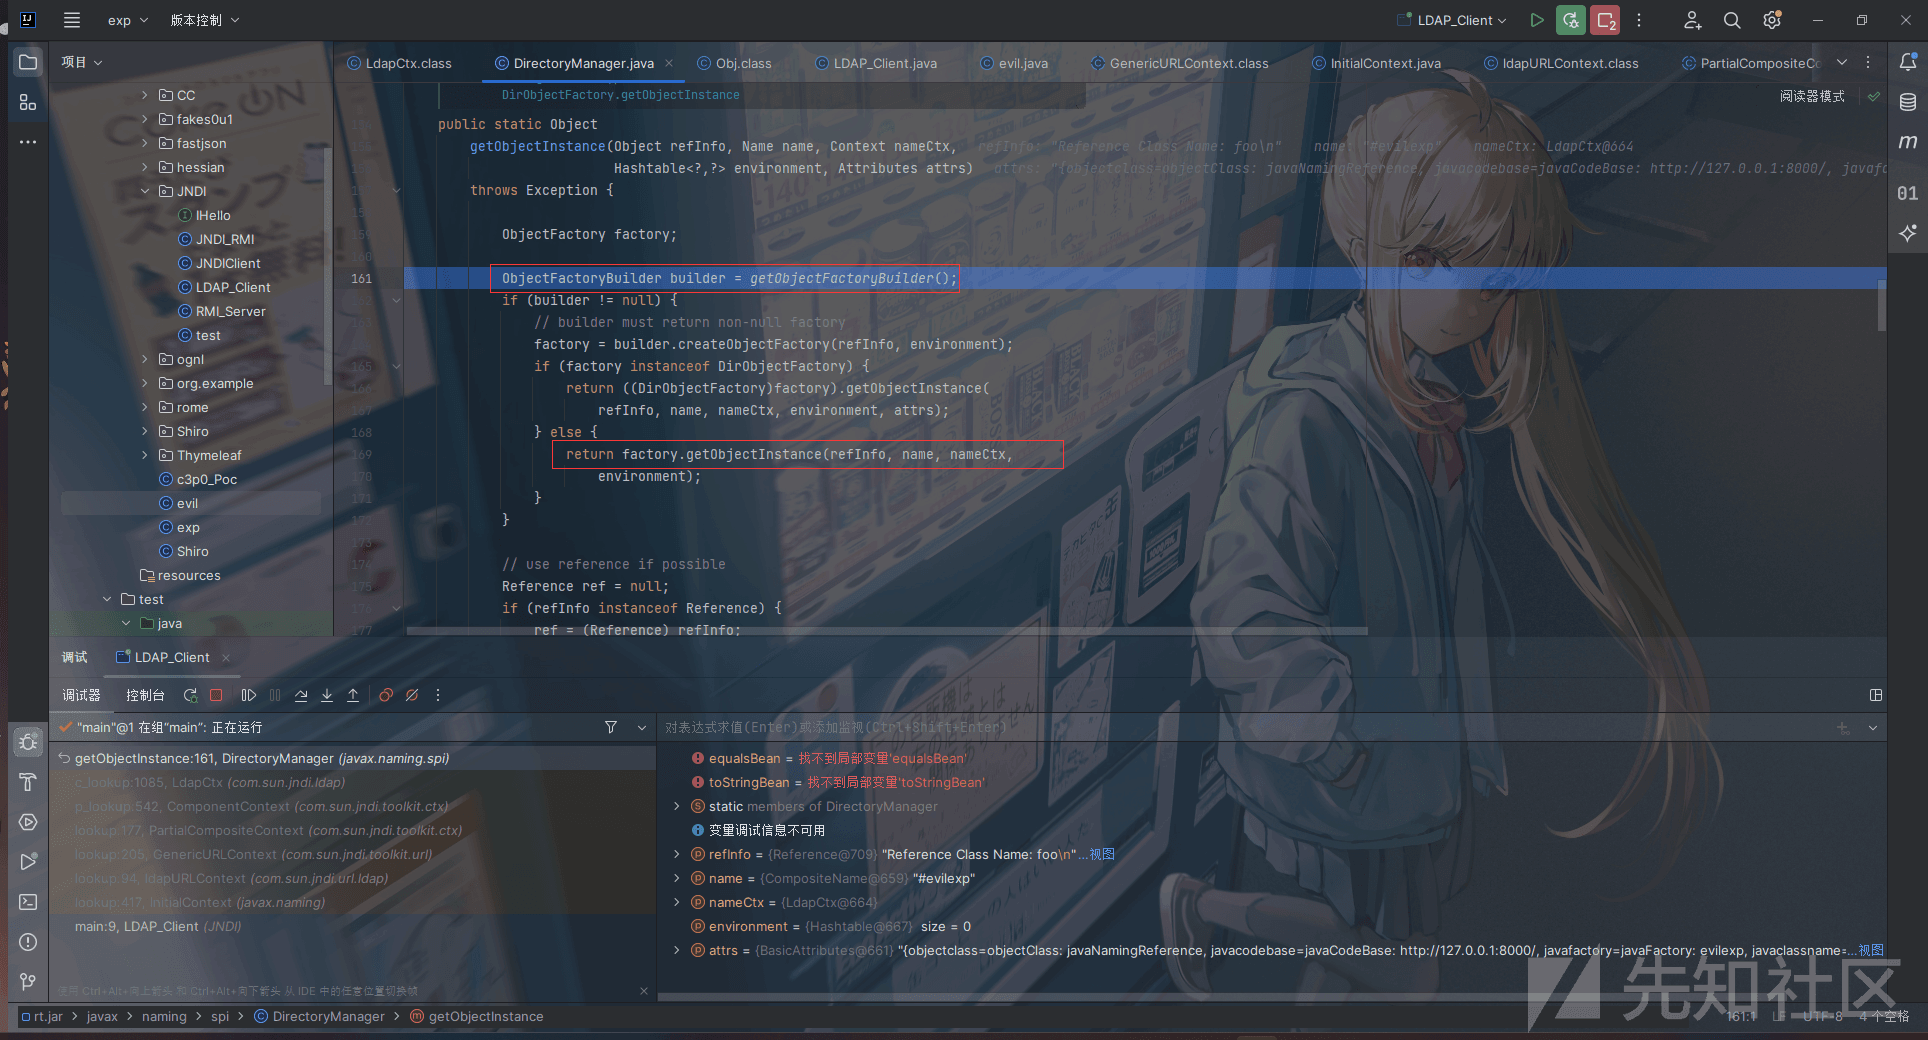 exp
版本控制
LDAP_Client
2
项目
LdapCtx.class
DirectoryManager.java
Obj.class
LDAP_Client.java
evil.java
GenericURLContext.class
InitialContext.java
ldapURLContext.class
PartialCompositeCo
阅读器模式
CC
fakes0u1
fastjson
hessian
JNDI
IHello
JNDI_RMI
JNDIClient
LDAP_Client
RMI_Server
test
ognl
org.example
rome
Shiro
Thymeleaf
c3p0_Poc
evil
exp
Shiro
resources
test
java
DirObjectFactory.getObjectInstance
public static Object
getObjectInstance(Object refInfo, Name name, Context nameCtx, refInfo: "Reference Class Name: foo\n" name: "#evilexp" nameCtx: LdapCtx@664
Hashtable<?,?> environment, Attributes attrs) attrs: "{objectclass=objectClass: javaNamingReference, javacodebase=javaCodeBase: http://127.0.0.1:8000/, javafa
throws Exception {
ObjectFactory factory;
161 ObjectFactoryBuilder builder = getObjectFactoryBuilder();
if (builder != null) {
// builder must return non-null factory
factory = builder.createObjectFactory(refInfo, environment);
165 if (factory instanceof DirObjectFactory) {
return ((DirObjectFactory)factory).getObjectInstance(
refInfo, name, nameCtx, environment, attrs);
168 } else {
169 return factory.getObjectInstance(refInfo, name, nameCtx,
170 environment);
171 }
}
173
174 // use reference if possible
175 Reference ref = null;
176 if (refInfo instanceof Reference) {
177 ref = (Reference) refInfo;
01
调试
LDAP_Client
调试器
控制台
"main"@1 在组"main": 正在运行
getObjectInstance:161, DirectoryManager (javax.naming.spi)
c_lookup:1085, LdapCtx (com.sun.jndi.ldap)
p_lookup:542, ComponentContext (com.sun.jndi.toolkit.ctx)
lookup:177, PartialCompositeContext (com.sun.jndi.toolkit.ctx)
lookup:205, GenericURLContext (com.sun.jndi.toolkit.url)
lookup:94, ldapURLContext (com.sun.jndi.url.ldap)
lookup:417, InitialContext (javax.naming)
main:9, LDAP_Client (JNDI)
使用 Ctrl+Alt+向上箭头 和 Ctrl+Alt+向下箭头 从 IDE 中的任意位置切换帧
对表达式求值(Enter)或添加监视(Ctrl+Shift+Enter)
equalsBean = 找不到局部变量'equalsBean'
toStringBean = 找不到局部变量'toStringBean'
static members of DirectoryManager
变量调试信息不可用
refInfo = {Reference@709} "Reference Class Name: foo\n"...视图
name = {CompositeName@659} "#evilexp"
nameCtx = {LdapCtx@664}
environment = {Hashtable@667} size = 0
attrs = {BasicAttributes@661} "{objectclass=objectClass: javaNamingReference, javacodebase=javaCodeBase: http://127.0.0.1:8000/, javafactory=javaFactory: evilexp, javaclassname=...视图
先知社区
rt.jar
javax
naming
spi
DirectoryManager
getObjectInstance
161:1
LF
UTF-8
4 个空格